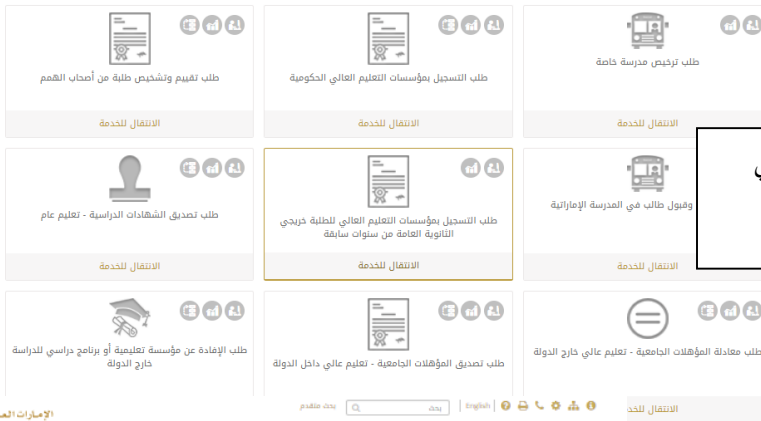 طلب ترخيص مدرسة خاصة
الانتقال للخدمة
طلب التسجيل بمؤسسات التعليم العالي الحكومية
الانتقال للخدمة
طلب تقييم وتشخيص طلبة من أصحاب الهمم
الانتقال للخدمة
وقبول طالب في المدرسة الإماراتية
الانتقال للخدمة
طلب التسجيل بمؤسسات التعليم العالي للطلبة خريجي
الثانوية العامة من سنوات سابقة
الانتقال للخدمة
طلب تصديق الشهادات الدراسية - تعليم عام
الانتقال للخدمة
طلب معادلة المؤهلات الجامعية - تعليم عالي خارج الدولة
طلب تصديق المؤهلات الجامعية - تعليم عالي داخل الدولة
طلب الإفادة عن مؤسسة تعليمية أو برنامج دراسي للدراسة
خارج الدولة
الانتقال للخد
English
بحث
بحث متقدم
الإمارات